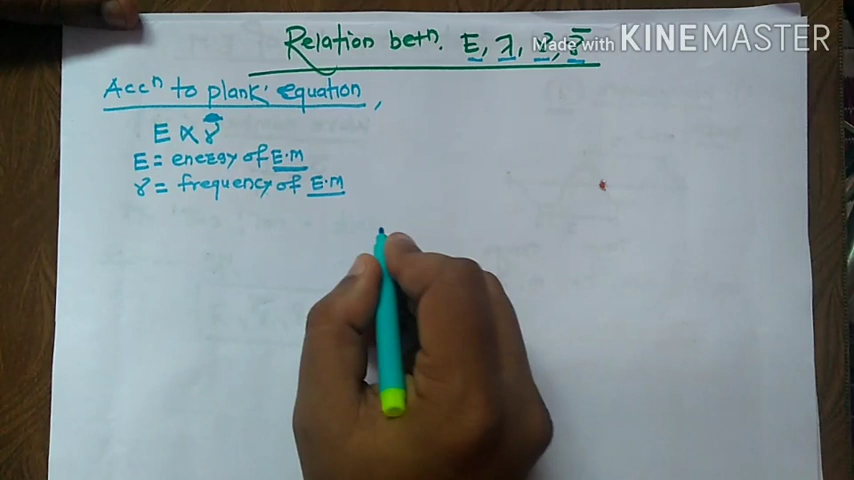 Relation betn. E, λ, ν, ν̅
Made with KINEMASTER
Accn to plank' equation,
E ∝ ν
E = energy of E.M
ν = frequency of E.M